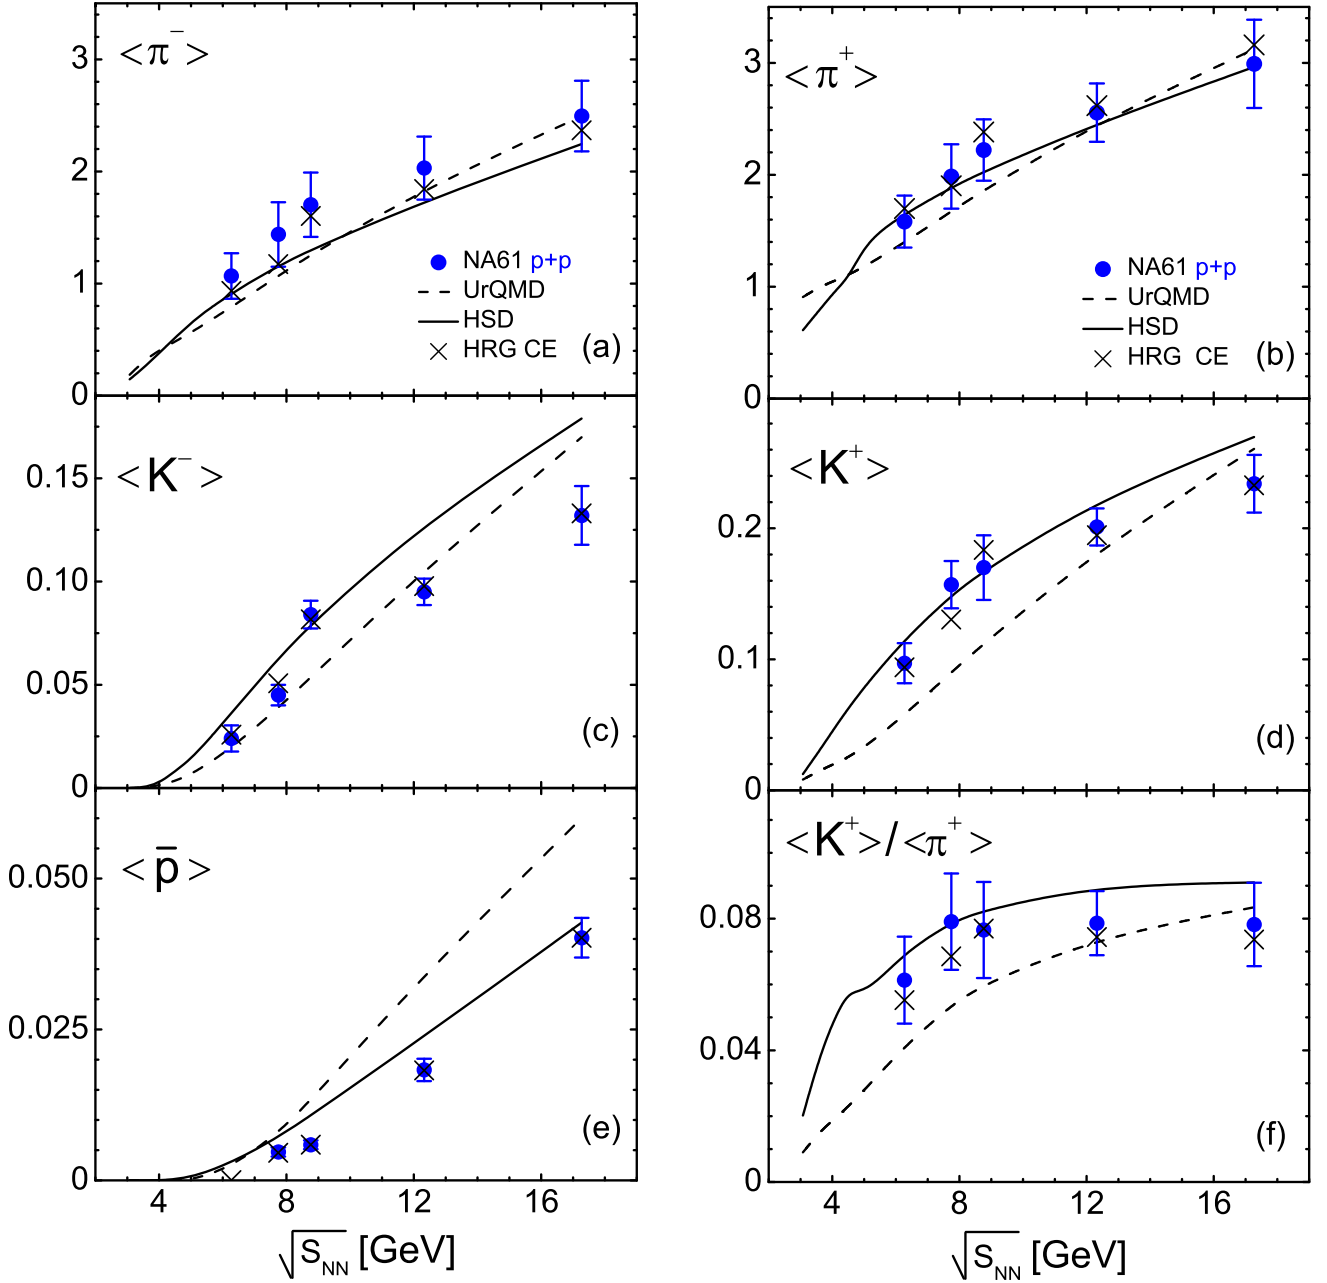 <π⁻>
3
2
1
0
NA61 p+p
UrQMD
HSD
HRG CE
(a)
<π⁺>
3
2
1
0
NA61 p+p
UrQMD
HSD
HRG CE
(b)
<K⁻>
0.15
0.10
0.05
0
(c)
<K⁺>
0.2
0.1
0
(d)
<p̄>
0.050
0.025
0
(e)
4 8 12 16
√S_NN [GeV]
<K⁺>/<π⁺>
0.08
0.04
0
(f)
4 8 12 16
√S_NN [GeV]